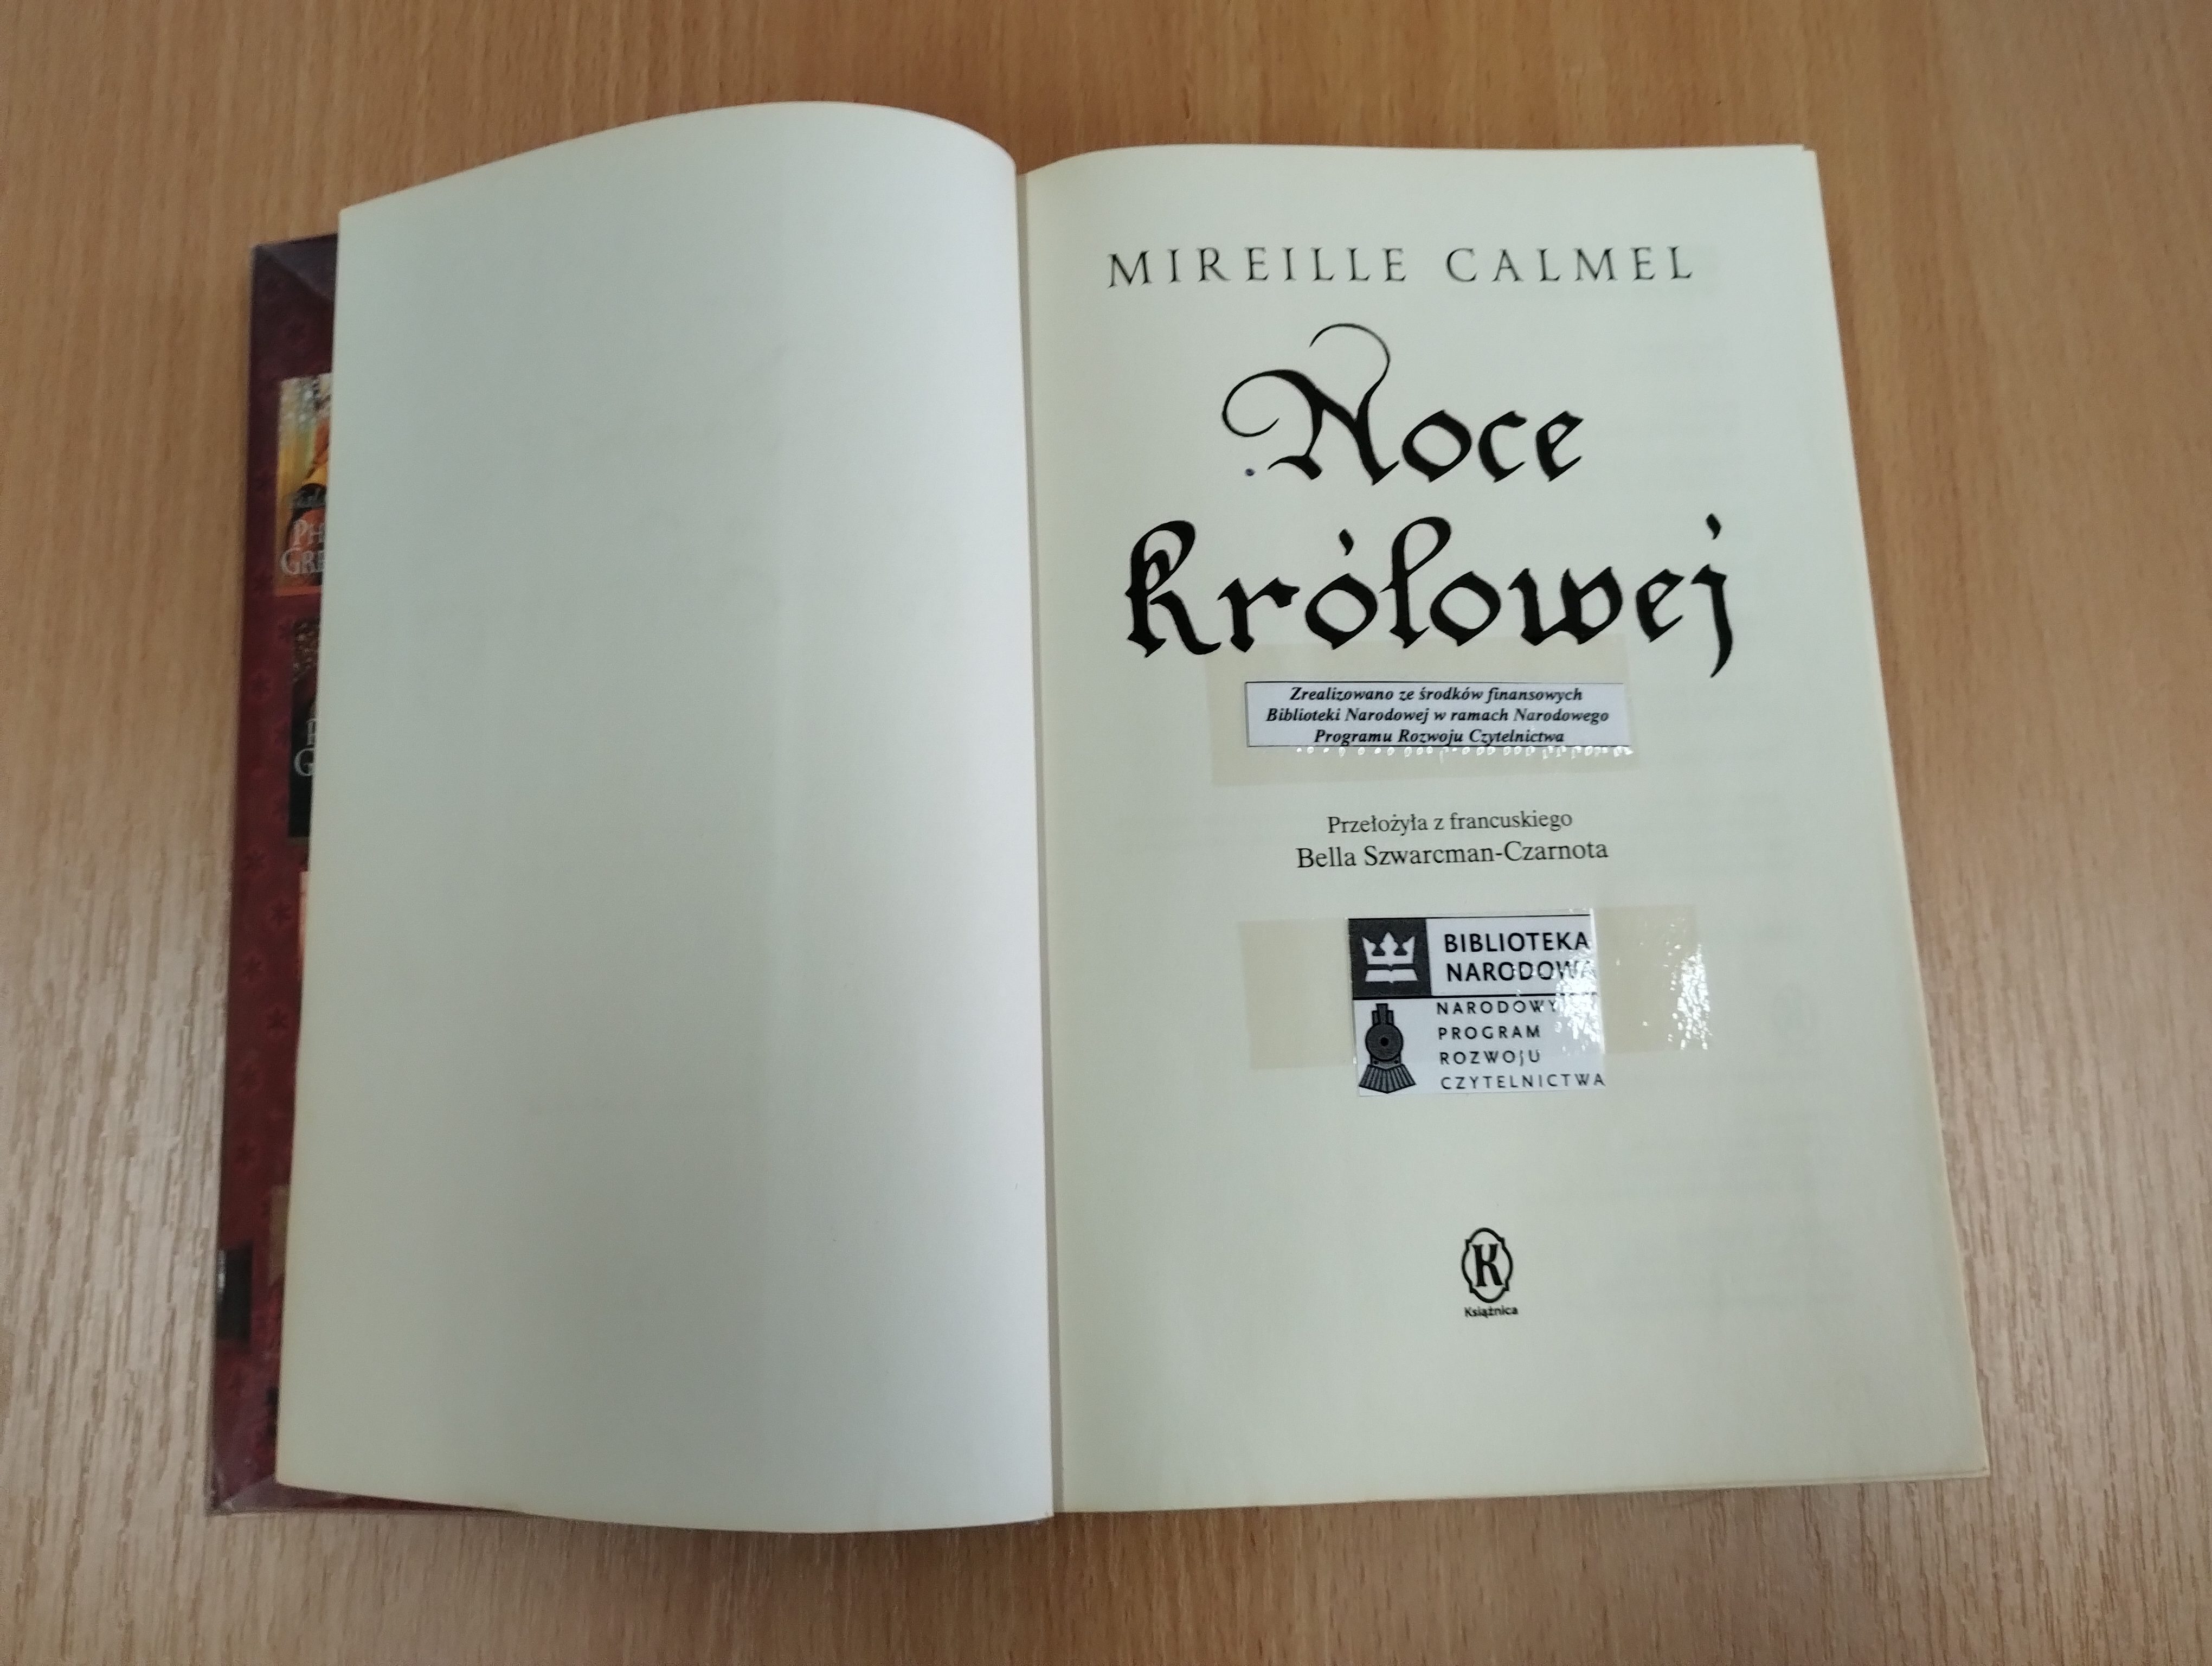 MIREILLE CALMEL
Noce
królowej
Zrealizowano ze środków finansowych
Biblioteki Narodowej w ramach Narodowego
Programu Rozwoju Czytelnictwa
Przełożyła z francuskiego
Bella Szwarcman-Czarnota
BIBLIOTEKA
NARODOWA
NARODOWY
PROGRAM
ROZWOJU
CZYTELNICTWA
K
Książnica